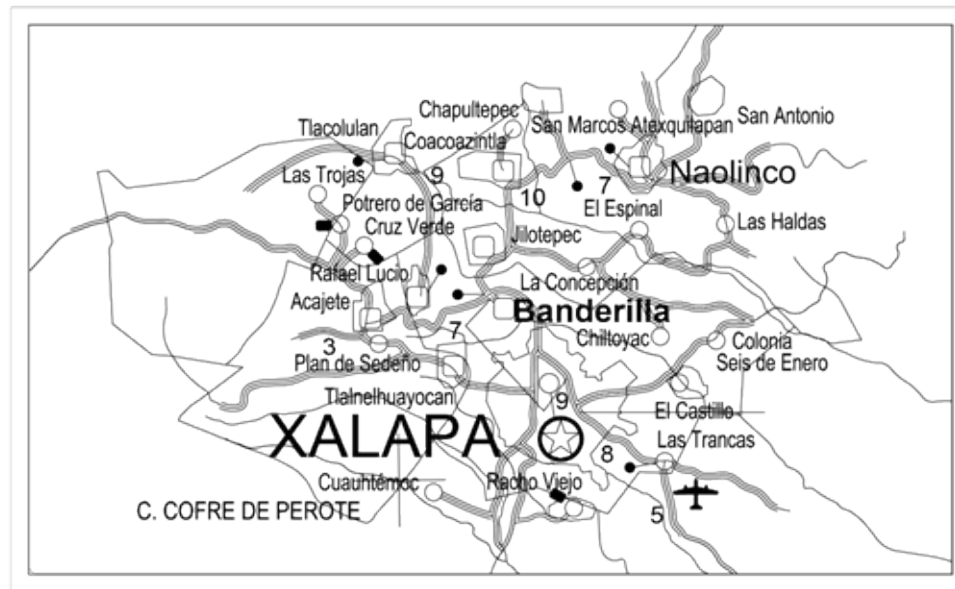 Chapultepec
San Marcos Atexquilapan
San Antonio
Tlacolulan
Coacoazintla
Naolinco
Las Trojas
9
10
7
Potrero de García
El Espinal
Las Haldas
Cruz Verde
Jilotepec
Rafael Lucio
La Concepción
Acajete
Banderilla
7
Chiltoyac
Colonia
Seis de Enero
3
Plan de Sedeño
Tlalnelhuayocan
9
El Castillo
XALAPA
Las Trancas
8
Cuauhtémoc
Racho Viejo
C. COFRE DE PEROTE
5